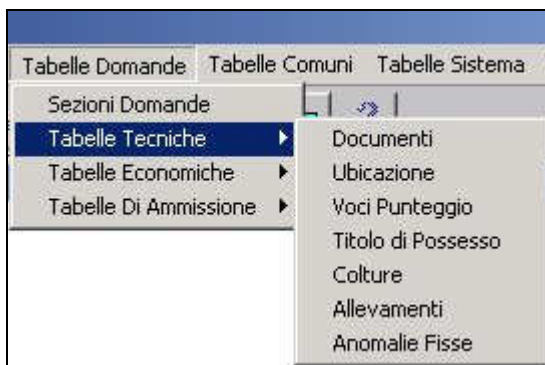 Tabelle Domande Tabelle Comuni Tabelle Sistema
Sezioni Domande
Tabelle Tecniche
Tabelle Economiche
Tabelle Di Ammissione
Documenti
Ubicazione
Voci Punteggio
Titolo di Possesso
Colture
Allevamenti
Anomalie Fisse